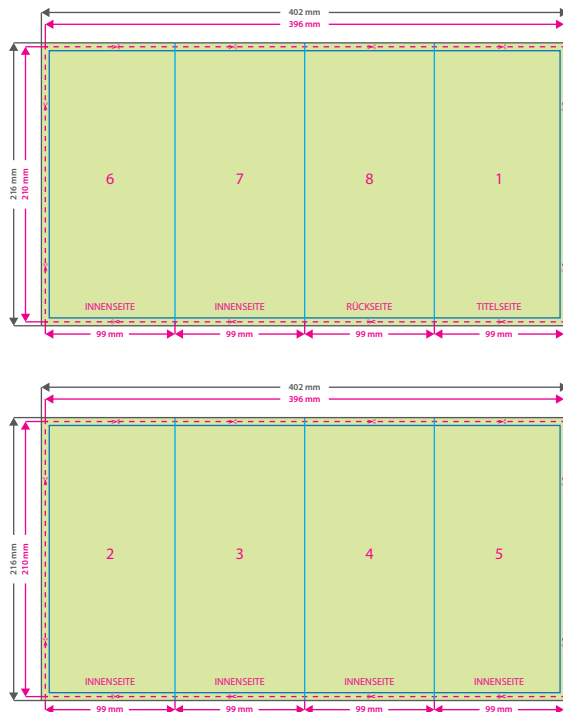 402 mm
396 mm
216 mm
210 mm
6
7
8
1
INNENSEITE
INNENSEITE
RÜCKSEITE
TITELSEITE
99 mm
99 mm
99 mm
99 mm
402 mm
396 mm
216 mm
210 mm
2
3
4
5
INNENSEITE
INNENSEITE
INNENSEITE
INNENSEITE
99 mm
99 mm
99 mm
99 mm